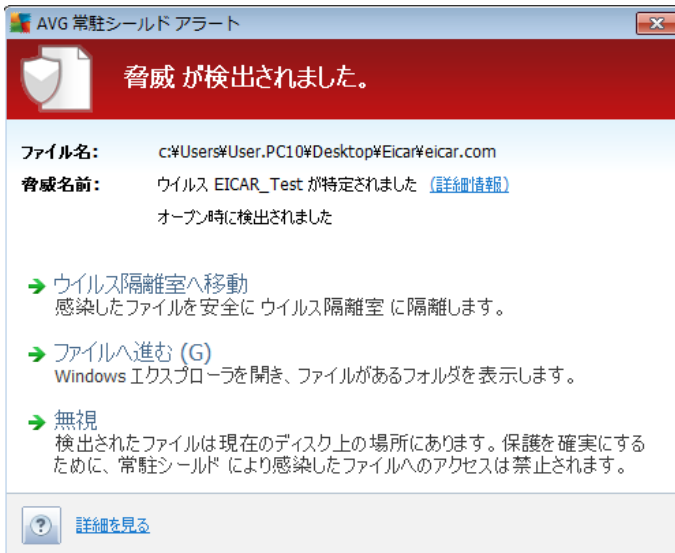 AVG 常駐シールド アラート
脅威 が検出されました。
ファイル名: c:¥Users¥User.PC10¥Desktop¥Eicar¥eicar.com
脅威名前: ウイルス EICAR_Test が特定されました (詳細情報)
オープン時に検出されました
ウイルス隔離室へ移動
感染したファイルを安全に ウイルス隔離室 に隔離します。
ファイルへ進む (G)
Windows エクスプローラを開き、ファイルがあるフォルダを表示します。
無視
検出されたファイルは現在のディスク上の場所にあります。保護を確実にする
ために、常駐シールド により感染したファイルへのアクセスは禁止されます。
? 詳細を見る